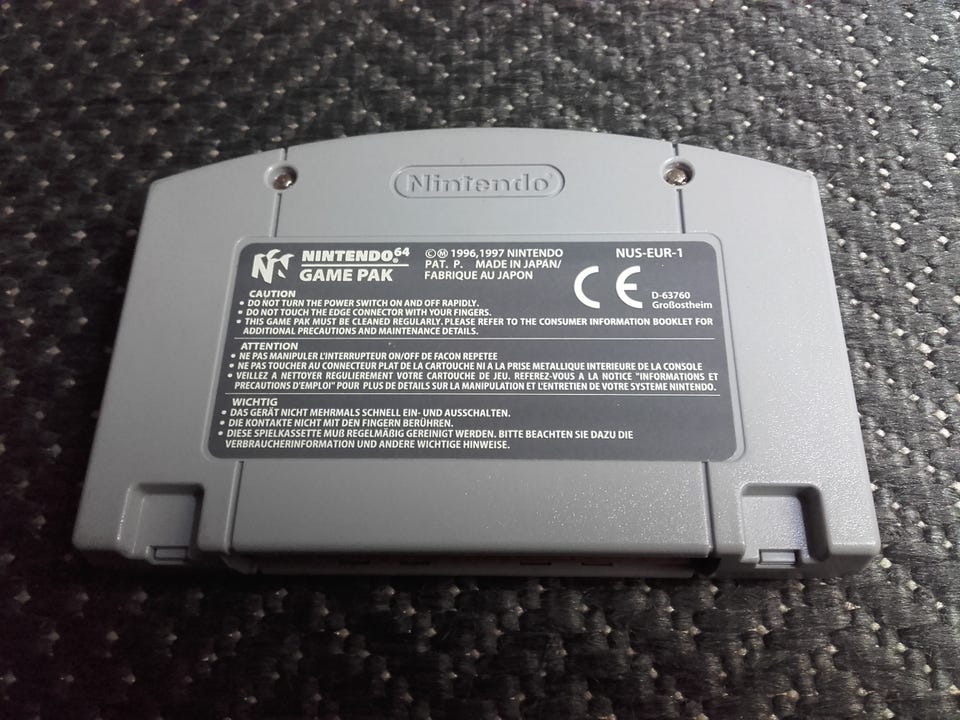 Nintendo®
NINTENDO64
GAME PAK
©Ⓜ 1996,1997 NINTENDO
PAT. P. MADE IN JAPAN/
FABRIQUE AU JAPON
NUS-EUR-1
CE
D-63760
Großostheim
CAUTION
• DO NOT TURN THE POWER SWITCH ON AND OFF RAPIDLY.
• DO NOT TOUCH THE EDGE CONNECTOR WITH YOUR FINGERS.
• THIS GAME PAK MUST BE CLEANED REGULARLY. PLEASE REFER TO THE CONSUMER INFORMATION BOOKLET FOR
ADDITIONAL PRECAUTIONS AND MAINTENANCE DETAILS.
ATTENTION
• NE PAS MANIPULER L'INTERRUPTEUR ON/OFF DE FACON REPETEE
• NE PAS TOUCHER AU CONNECTEUR PLAT DE LA CARTOUCHE NI A LA PRISE METALLIQUE INTERIEURE DE LA CONSOLE
• VEILLEZ A NETTOYER REGULIEREMENT VOTRE CARTOUCHE DE JEU. REFEREZ-VOUS A LA NOTICE "INFORMATIONS ET
PRECAUTIONS D'EMPLOI" POUR PLUS DE DETAILS SUR LA MANIPULATION ET L'ENTRETIEN DE VOTRE SYSTEME NINTENDO.
WICHTIG
• DAS GERÄT NICHT MEHRMALS SCHNELL EIN- UND AUSSCHALTEN.
• DIE KONTAKTE NICHT MIT DEN FINGERN BERÜHREN.
• DIESE SPIELKASSETTE MUß REGELMÄßIG GEREINIGT WERDEN. BITTE BEACHTEN SIE DAZU DIE
VERBRAUCHERINFORMATION UND ANDERE WICHTIGE HINWEISE.